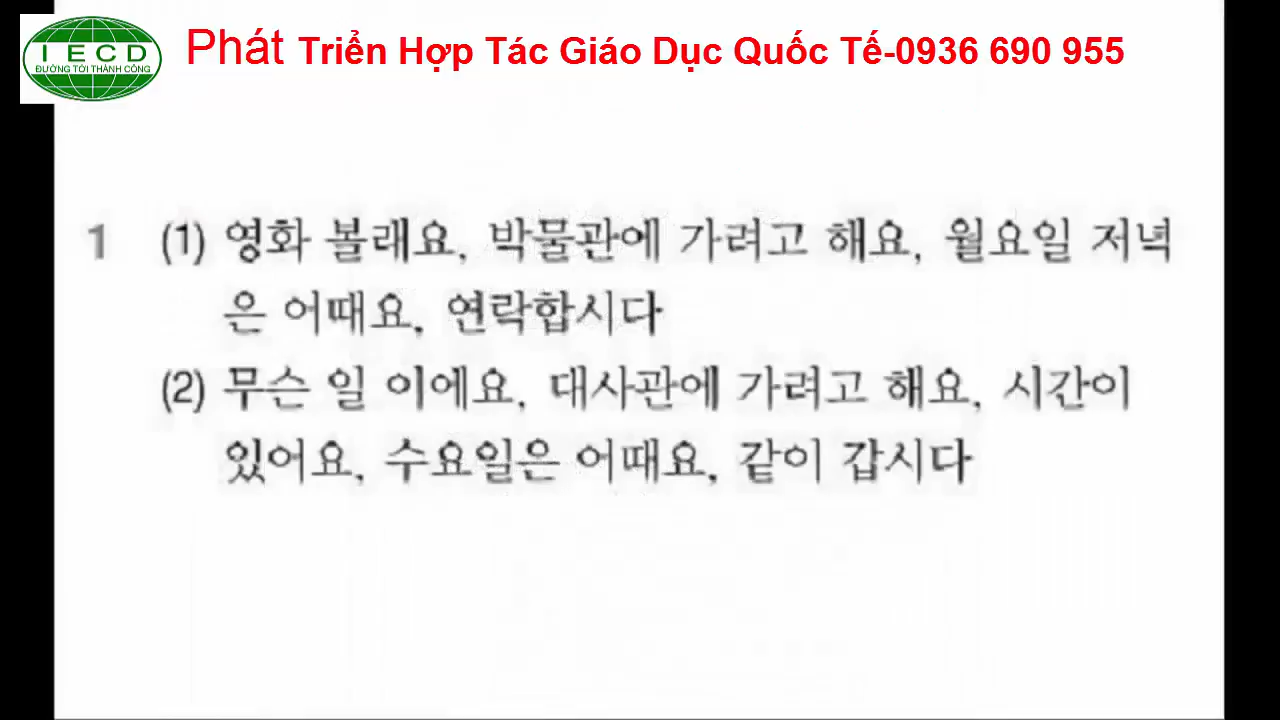 IECD
ĐƯỜNG TỚI THÀNH CÔNG
Phát Triển Hợp Tác Giáo Dục Quốc Tế-0936 690 955
1 (1) 영화 볼래요, 박물관에 가려고 해요, 월요일 저녁
은 어때요, 연락합시다
(2) 무슨 일 이에요, 대사관에 가려고 해요, 시간이
있어요, 수요일은 어때요, 같이 갑시다